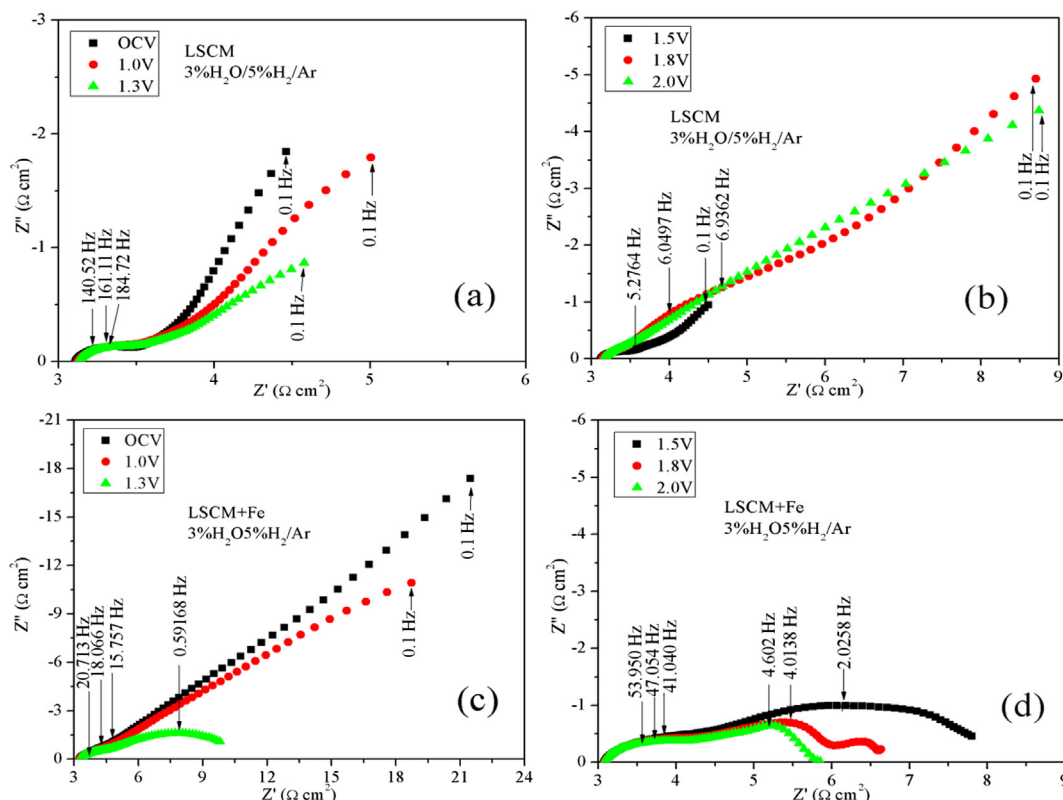 (a)
OCV
1.0V
1.3V
LSCM
3%H₂O/5%H₂/Ar
140.52 Hz
161.11 Hz
184.72 Hz
0.1 Hz
0.1 Hz
0.1 Hz
Z'' (Ω cm²)
-3
-2
-1
0
3
4
5
6
Z' (Ω cm²)
(b)
1.5V
1.8V
2.0V
LSCM
3%H₂O/5%H₂/Ar
5.2764 Hz
6.0497 Hz
0.1 Hz
6.9362 Hz
0.1 Hz
0.1 Hz
Z'' (Ω cm²)
-6
-5
-4
-3
-2
-1
0
3
4
5
6
7
8
9
Z' (Ω cm²)
(c)
OCV
1.0V
1.3V
LSCM+Fe
3%H₂O5%H₂/Ar
20.713 Hz
18.066 Hz
15.757 Hz
0.59168 Hz
0.1 Hz
0.1 Hz
Z'' (Ω cm²)
-21
-18
-15
-12
-9
-6
-3
0
3
6
9
12
15
18
21
24
Z' (Ω cm²)
(d)
1.5V
1.8V
2.0V
LSCM+Fe
3%H₂O5%H₂/Ar
53.950 Hz
47.054 Hz
41.040 Hz
4.602 Hz
4.0138 Hz
2.0258 Hz
Z'' (Ω cm²)
-6
-5
-4
-3
-2
-1
0
3
4
5
6
7
8
9
Z' (Ω cm²)